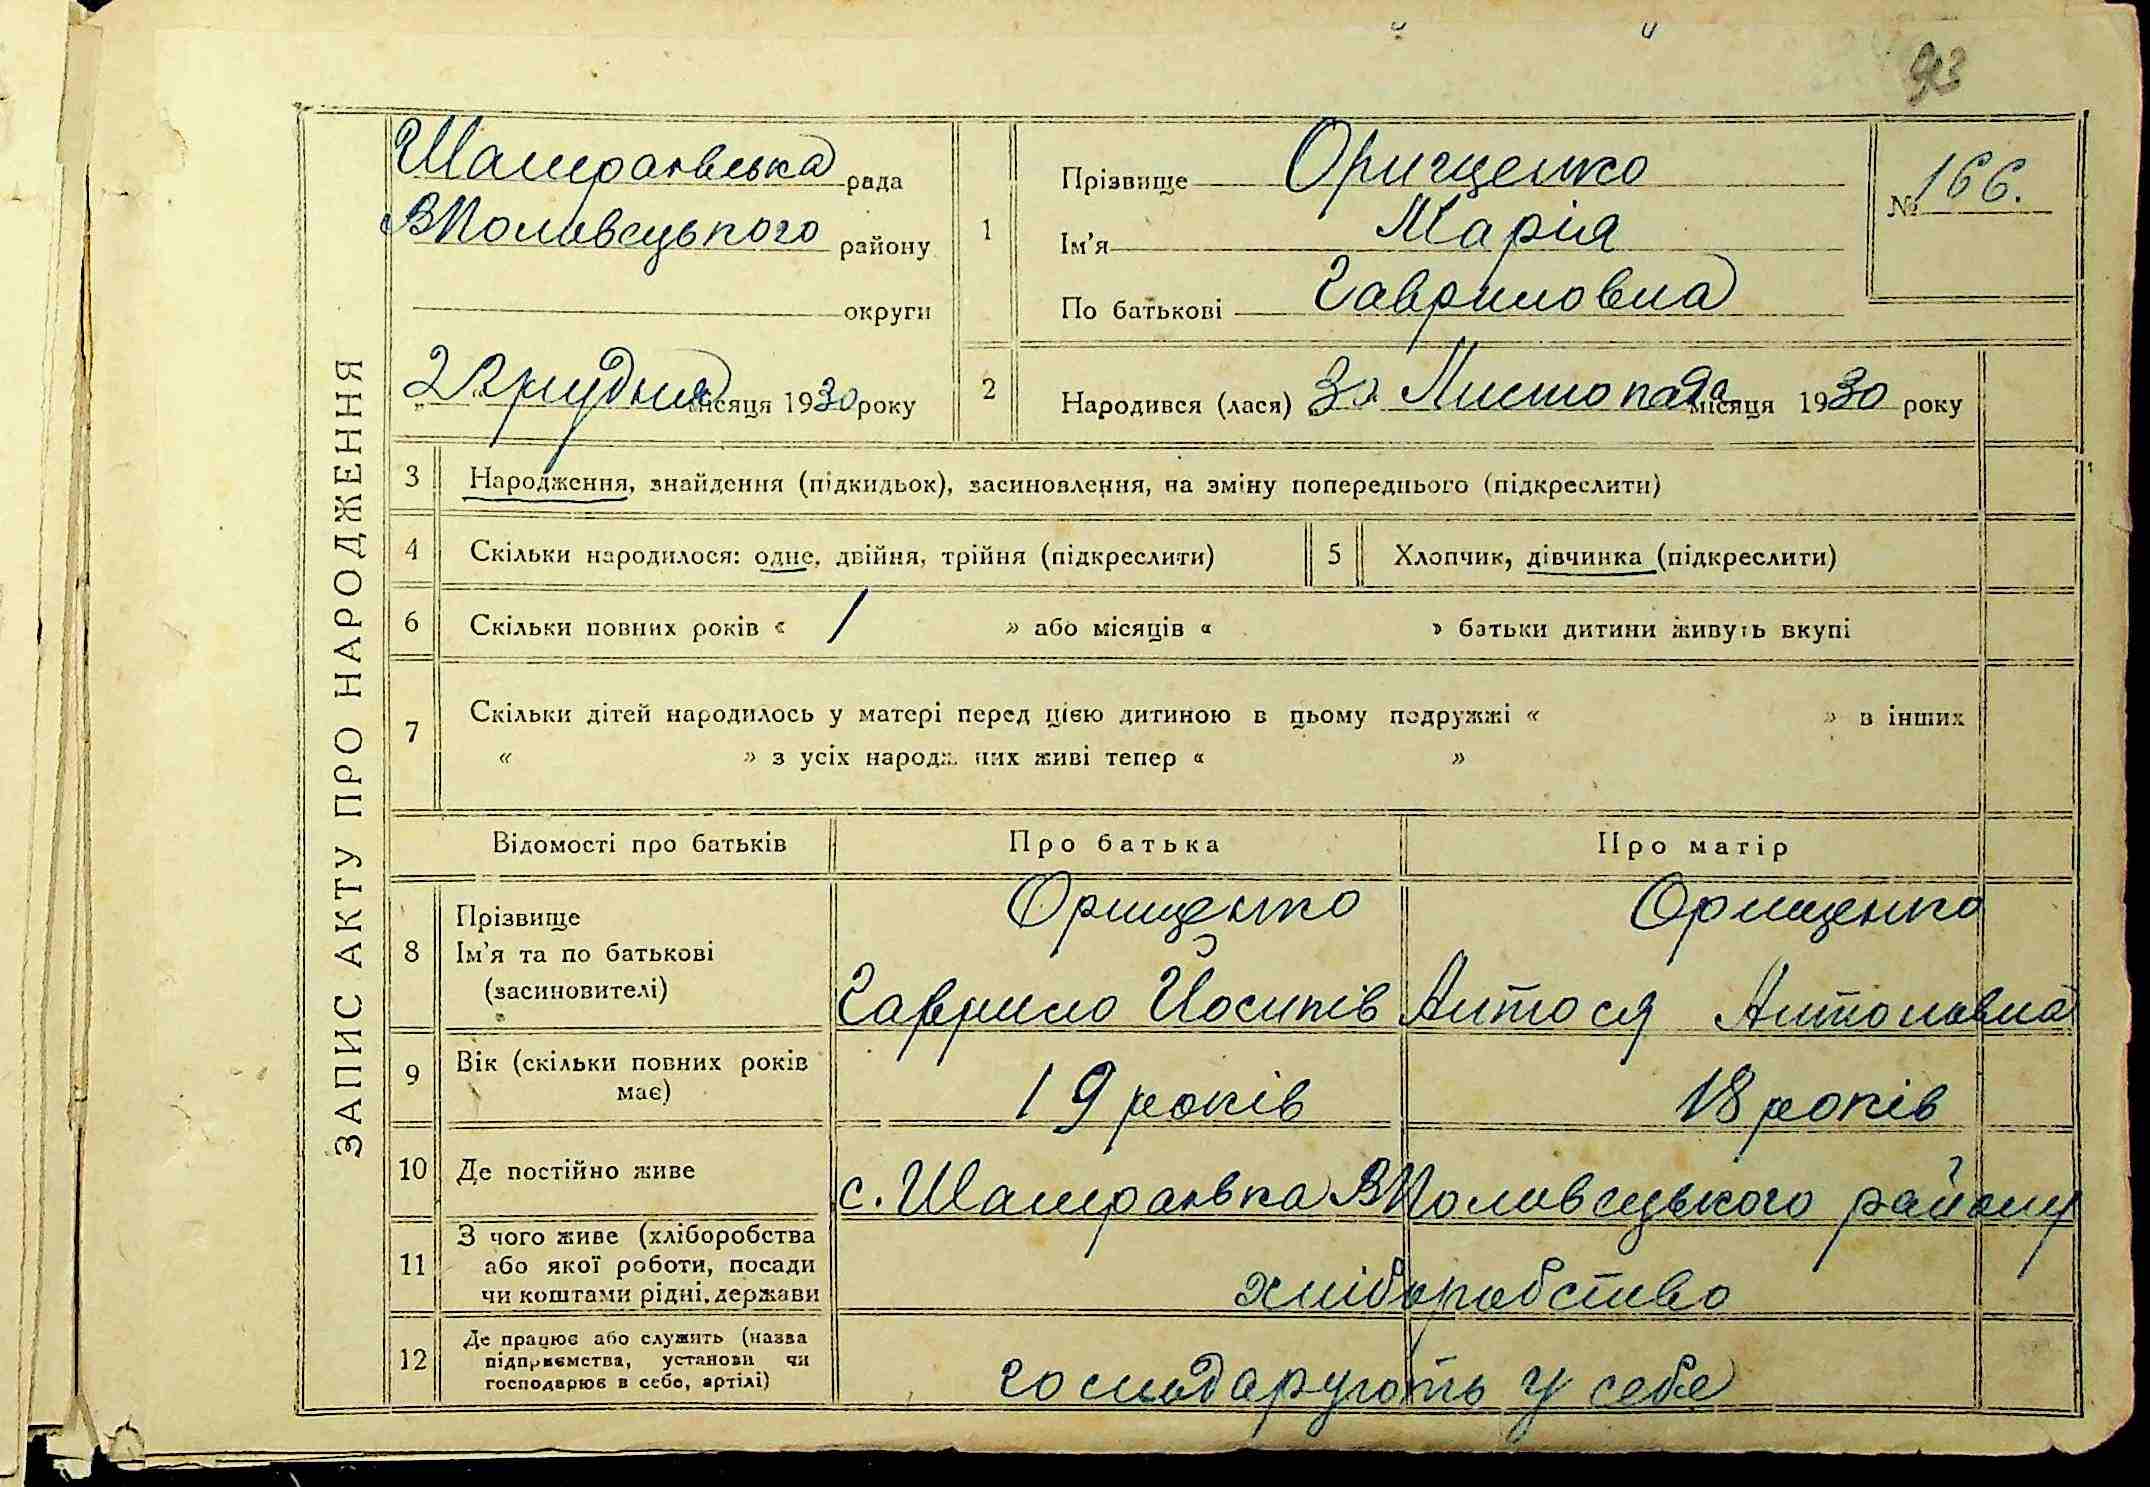 93
ЗАПИС АКТУ ПРО НАРОДЖЕННЯ
Шамраївська рада
ВПоловецького району
округи
2 грудня місяця 1930 року
№ 166.
1
Прізвище Орищенко
Ім'я Марія
По батькові Гавриловна
2
Народився (лася) 30 Листопада місяця 1930 року
3 Народження, знайдення (підкидьок), засиновлення, на зміну попереднього (підкреслити)
4 Скільки народилося: одне, двійня, трійня (підкреслити)
5 Хлопчик, дівчинка (підкреслити)
6 Скільки повних років « 1 » або місяців « » батьки дитини живуть вкупі
7 Скільки дітей народилось у матері перед цією дитиною в цьому подружжі « » в інших
« » з усіх народж них живі тепер « »
Відомості про батьків Про батька Про матір
8 Прізвище
Ім'я та по батькові
(засиновителі)
Орищенко
Гаврило Йосипів
Орищенко
Антося Антоновна
9 Вік (скільки повних років
має)
19 років 18 років
10 Де постійно живе с. Шамраївка ВПоловецького району
11 З чого живе (хліборобства
або якої роботи, посади
чи коштами рідні, держави
хліборобство
12 Де працює або служить (назва
підприємства, установи чи
господарює в себе, артілі)
господарують у себе